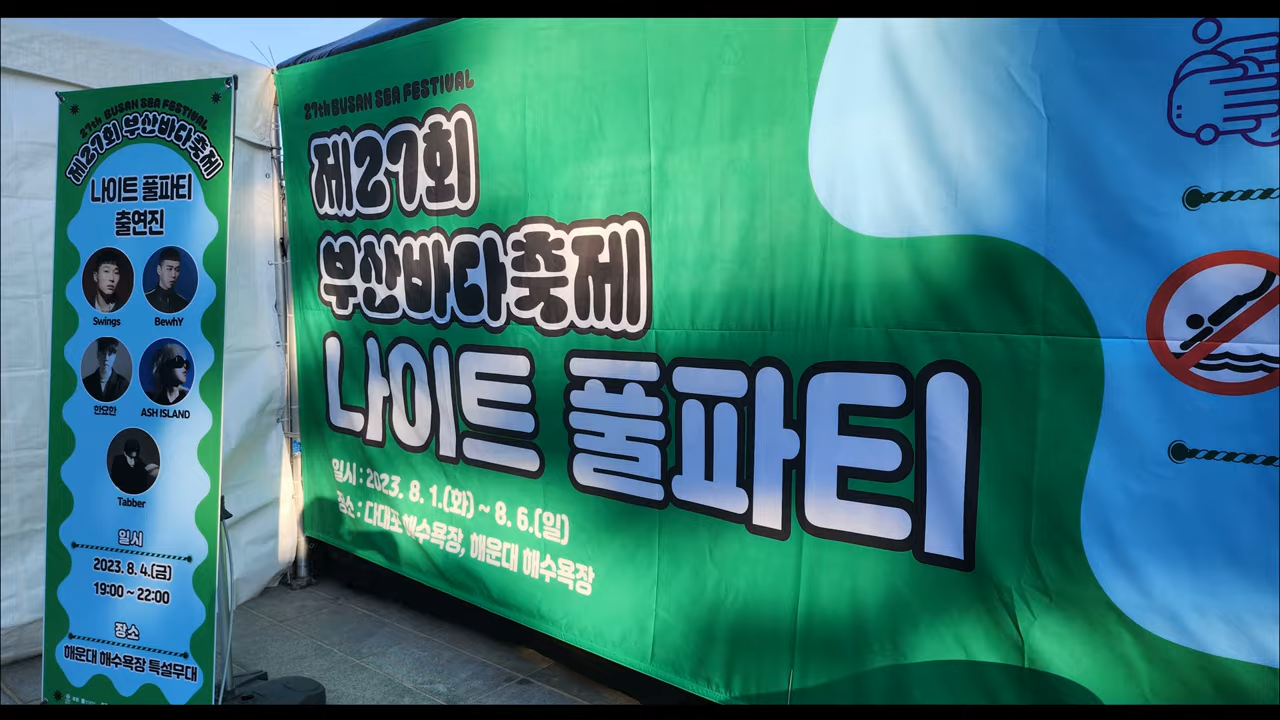 27th BUSAN SEA FESTIVAL
제27회 부산바다축제
나이트 풀파티
출연진
Swings
BewhY
한요한
ASH ISLAND
Tabber
일시
2023. 8. 4.(금)
19:00 ~ 22:00
장소
해운대 해수욕장 특설무대
27th BUSAN SEA FESTIVAL
제27회
부산바다축제
나이트 풀파티
일시 : 2023. 8. 1.(화) ~ 8. 6.(일)
장소 : 다대포 해수욕장, 해운대 해수욕장